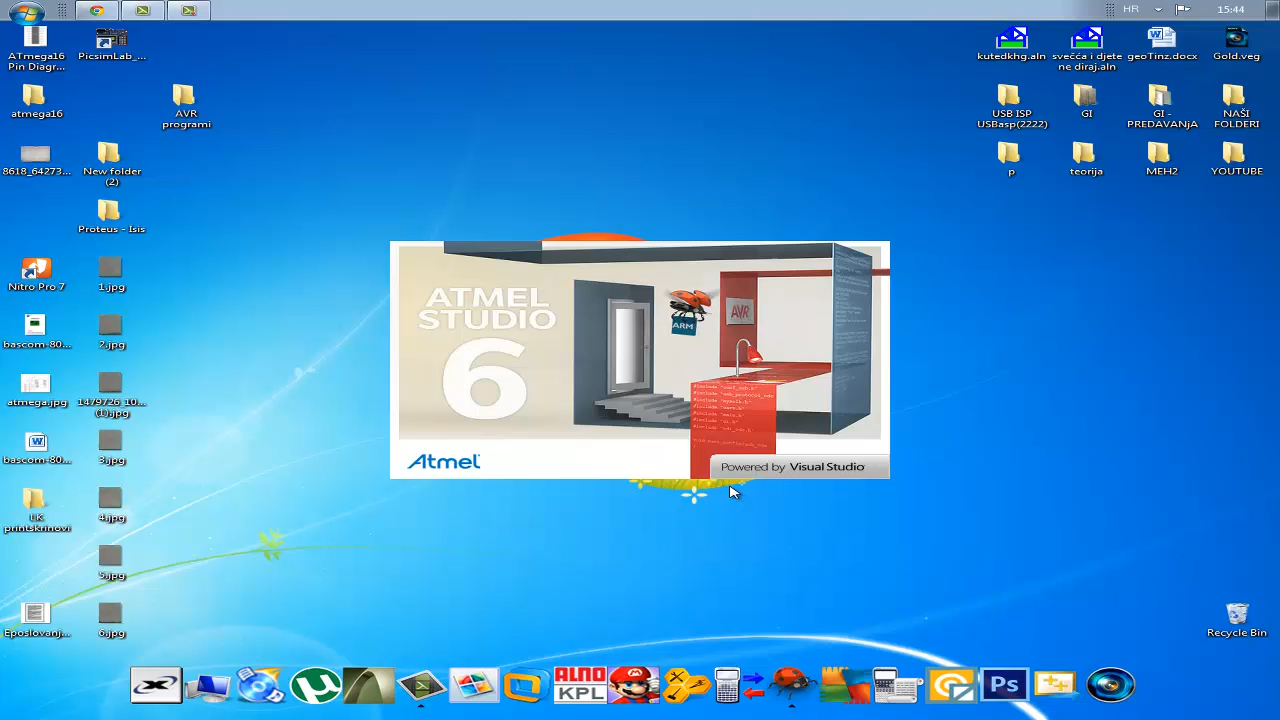 HR
15:44
ATmega16
Pin Diagr...
PicsimLab_...
kutedkhg.aln
svećća i djete
ne diraj.aln
geoTinz.docx
Gold.veg
atmega16
AVR
programi
USB ISP
USBasp(2222)
GI
GI -
PREDAVANjA
NAŠI
FOLDERI
8618_64273...
New folder
(2)
p
teorija
MEH2
YOUTUBE
Proteus - Isis
Nitro Pro 7
1.jpg
bascom-80...
2.jpg
atmega.jpg
1479726_10...
(1).jpg
bascom-80...
3.jpg
printskrinovi
4.jpg
5.jpg
Eposlovanj...
6.jpg
Recycle Bin
ATMEL
STUDIO
6
ARM
AVR
Atmel
Powered by Visual Studio
ALNO
KPL
Ps